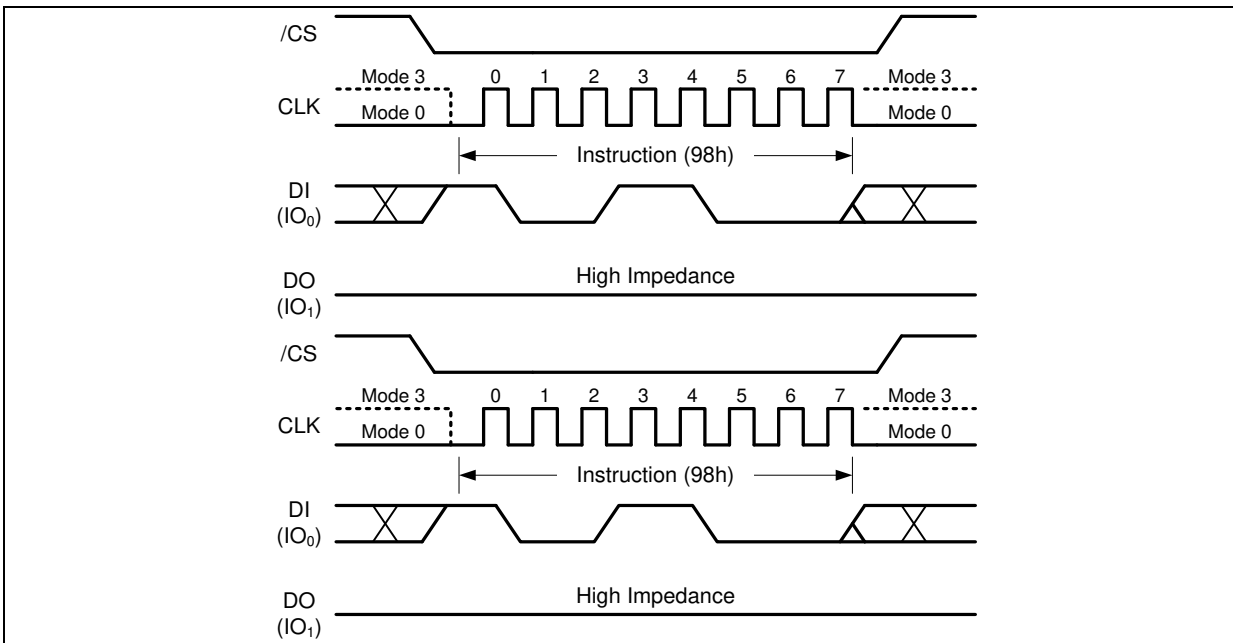 /CS
Mode 3 0 1 2 3 4 5 6 7 Mode 3
CLK
Mode 0 Mode 0
Instruction (98h)
DI
(IO₀)
High Impedance
DO
(IO₁)
/CS
Mode 3 0 1 2 3 4 5 6 7 Mode 3
CLK
Mode 0 Mode 0
Instruction (98h)
DI
(IO₀)
High Impedance
DO
(IO₁)